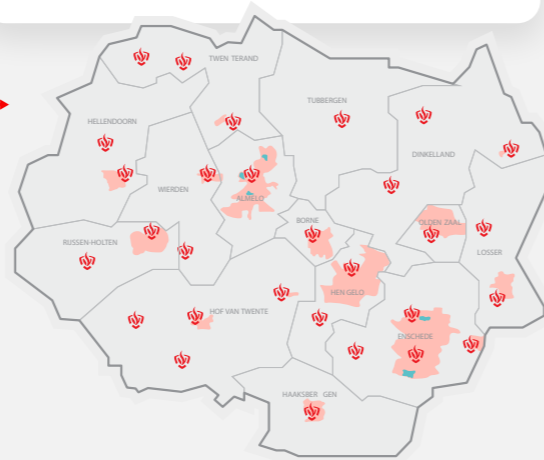 TWEN TERAND
TUBBERGEN
HELLENDOORN
DINKELLAND
WIERDEN
ALMELO
BORNE
OLDEN ZAAL
RIJSSEN-HOLTEN
LOSSER
HEN GELO
HOF VAN TWENTE
ENSCHEDE
HAAKSBER GEN